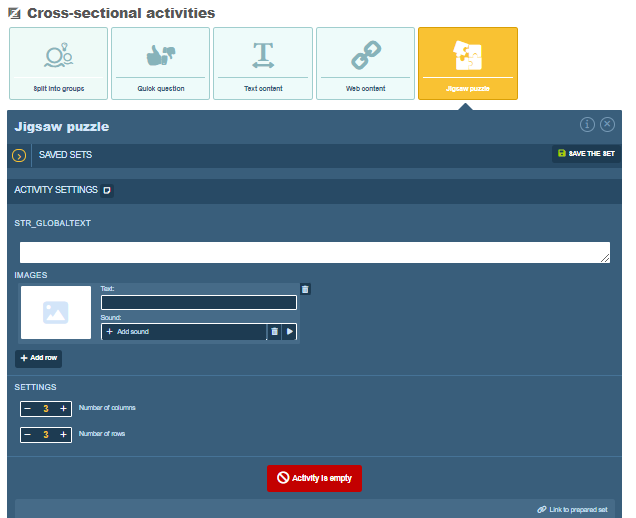 Cross-sectional activities
Split into groups
Quick question
Text content
Web content
Jigsaw puzzle
Jigsaw puzzle
SAVED SETS
SAVE THE SET
ACTIVITY SETTINGS
STR_GLOBALTEXT
IMAGES
Text:
Sound:
+ Add sound
+ Add row
SETTINGS
− 3 + Number of columns
− 3 + Number of rows
Activity is empty
Link to prepared set